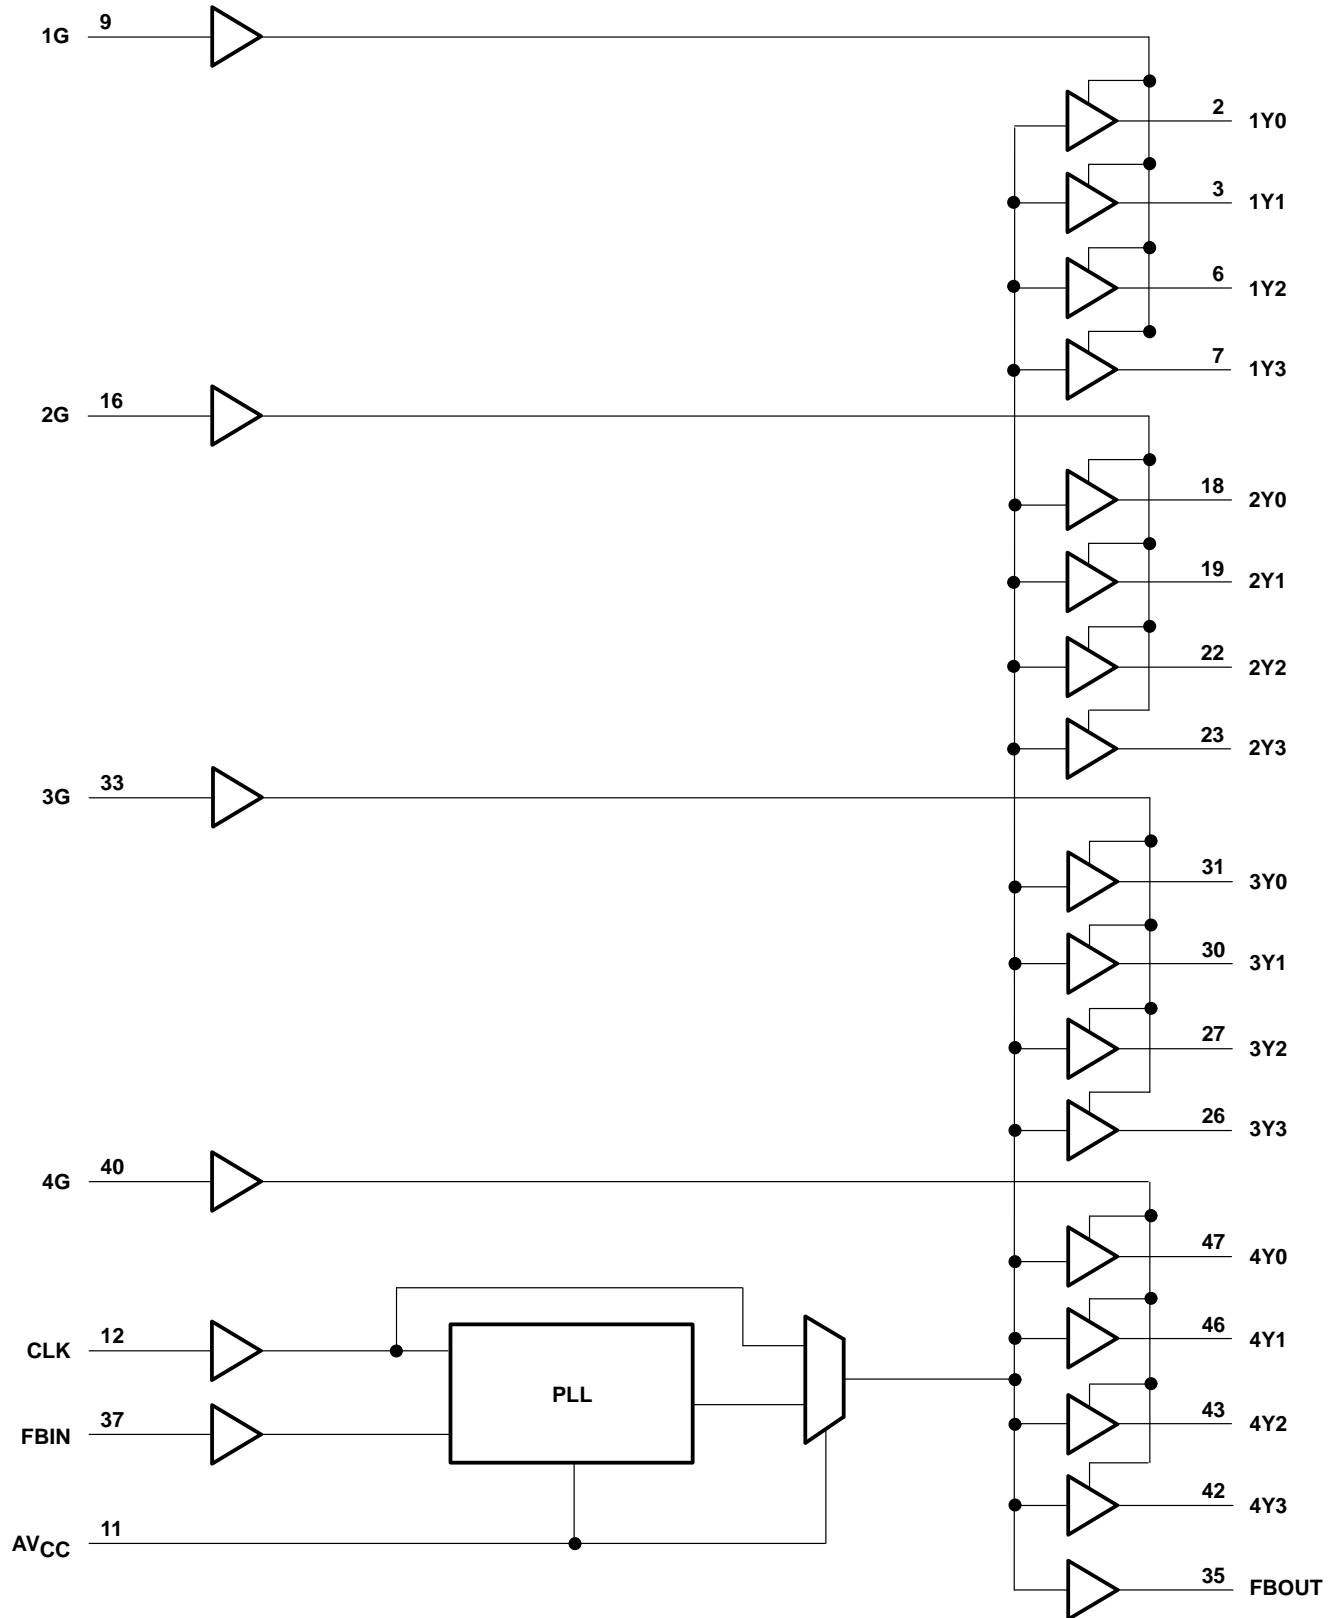 1G 9
2 1Y0
3 1Y1
6 1Y2
7 1Y3
2G 16
18 2Y0
19 2Y1
22 2Y2
23 2Y3
3G 33
31 3Y0
30 3Y1
27 3Y2
26 3Y3
4G 40
47 4Y0
CLK 12
46 4Y1
PLL
43 4Y2
FBIN 37
42 4Y3
AVCC 11
35 FBOUT